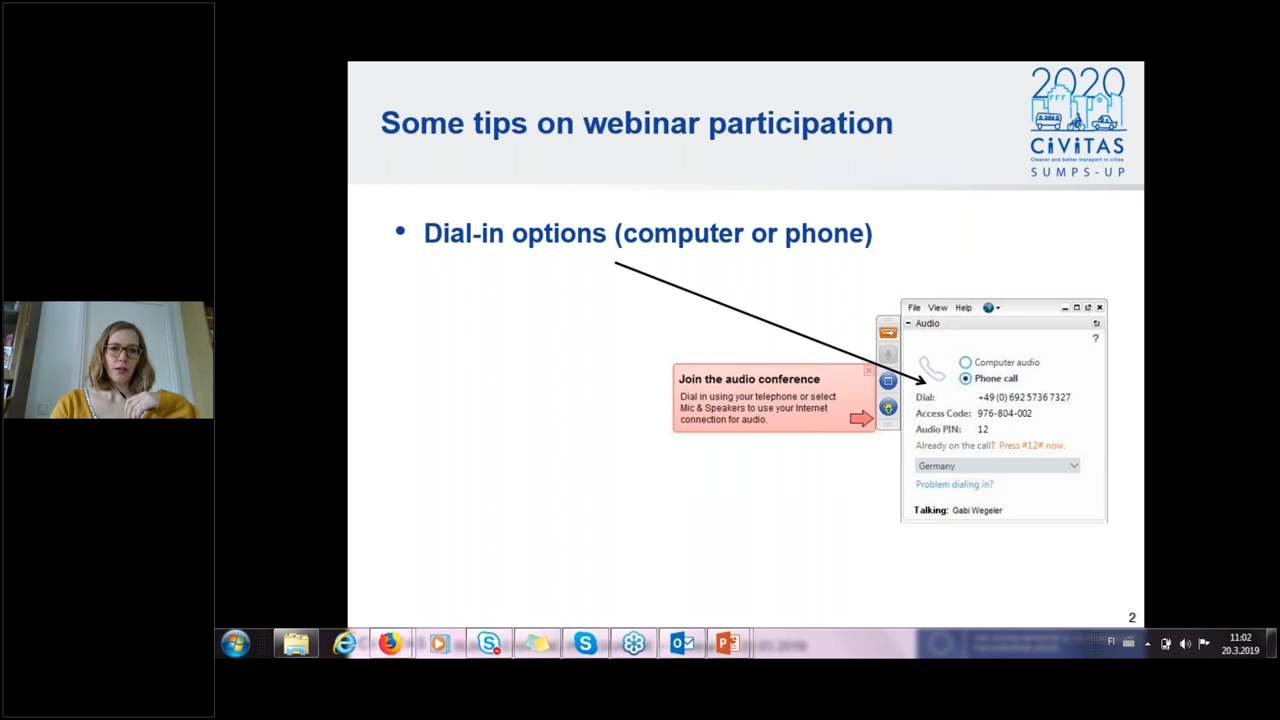 Some tips on webinar participation
2020
CiViTAS
Cleaner and better transport in cities
SUMPS-UP
• Dial-in options (computer or phone)
File View Help
Audio
?
Computer audio
Phone call
Dial: +49 (0) 692 5736 7327
Access Code: 976-804-002
Audio PIN: 12
Already on the call? Press #12# now.
Germany
Problem dialing in?
Talking: Gabi Wegeler
Join the audio conference
Dial in using your telephone or select
Mic & Speakers to use your Internet
connection for audio.
2
FI
11:02
20.3.2019